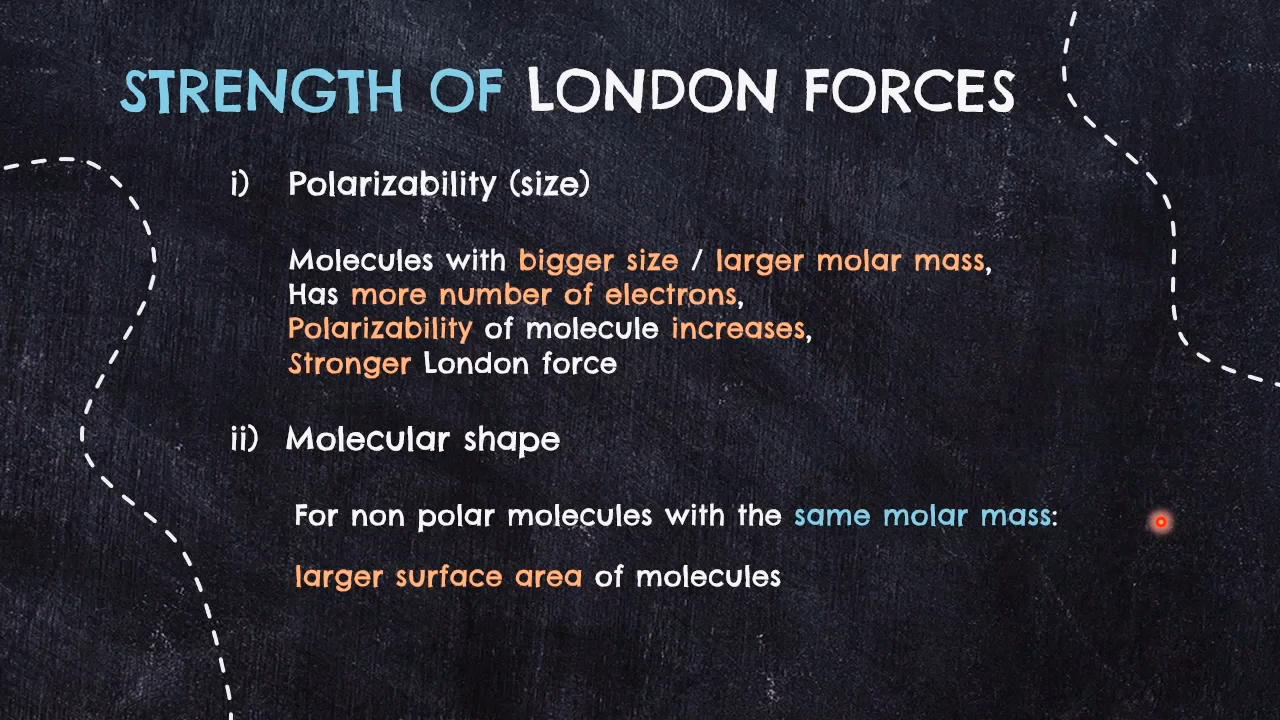 STRENGTH OF LONDON FORCES
i) Polarizability (size)
Molecules with bigger size / larger molar mass,
Has more number of electrons,
Polarizability of molecule increases,
Stronger London force
ii) Molecular shape
For non polar molecules with the same molar mass:
larger surface area of molecules